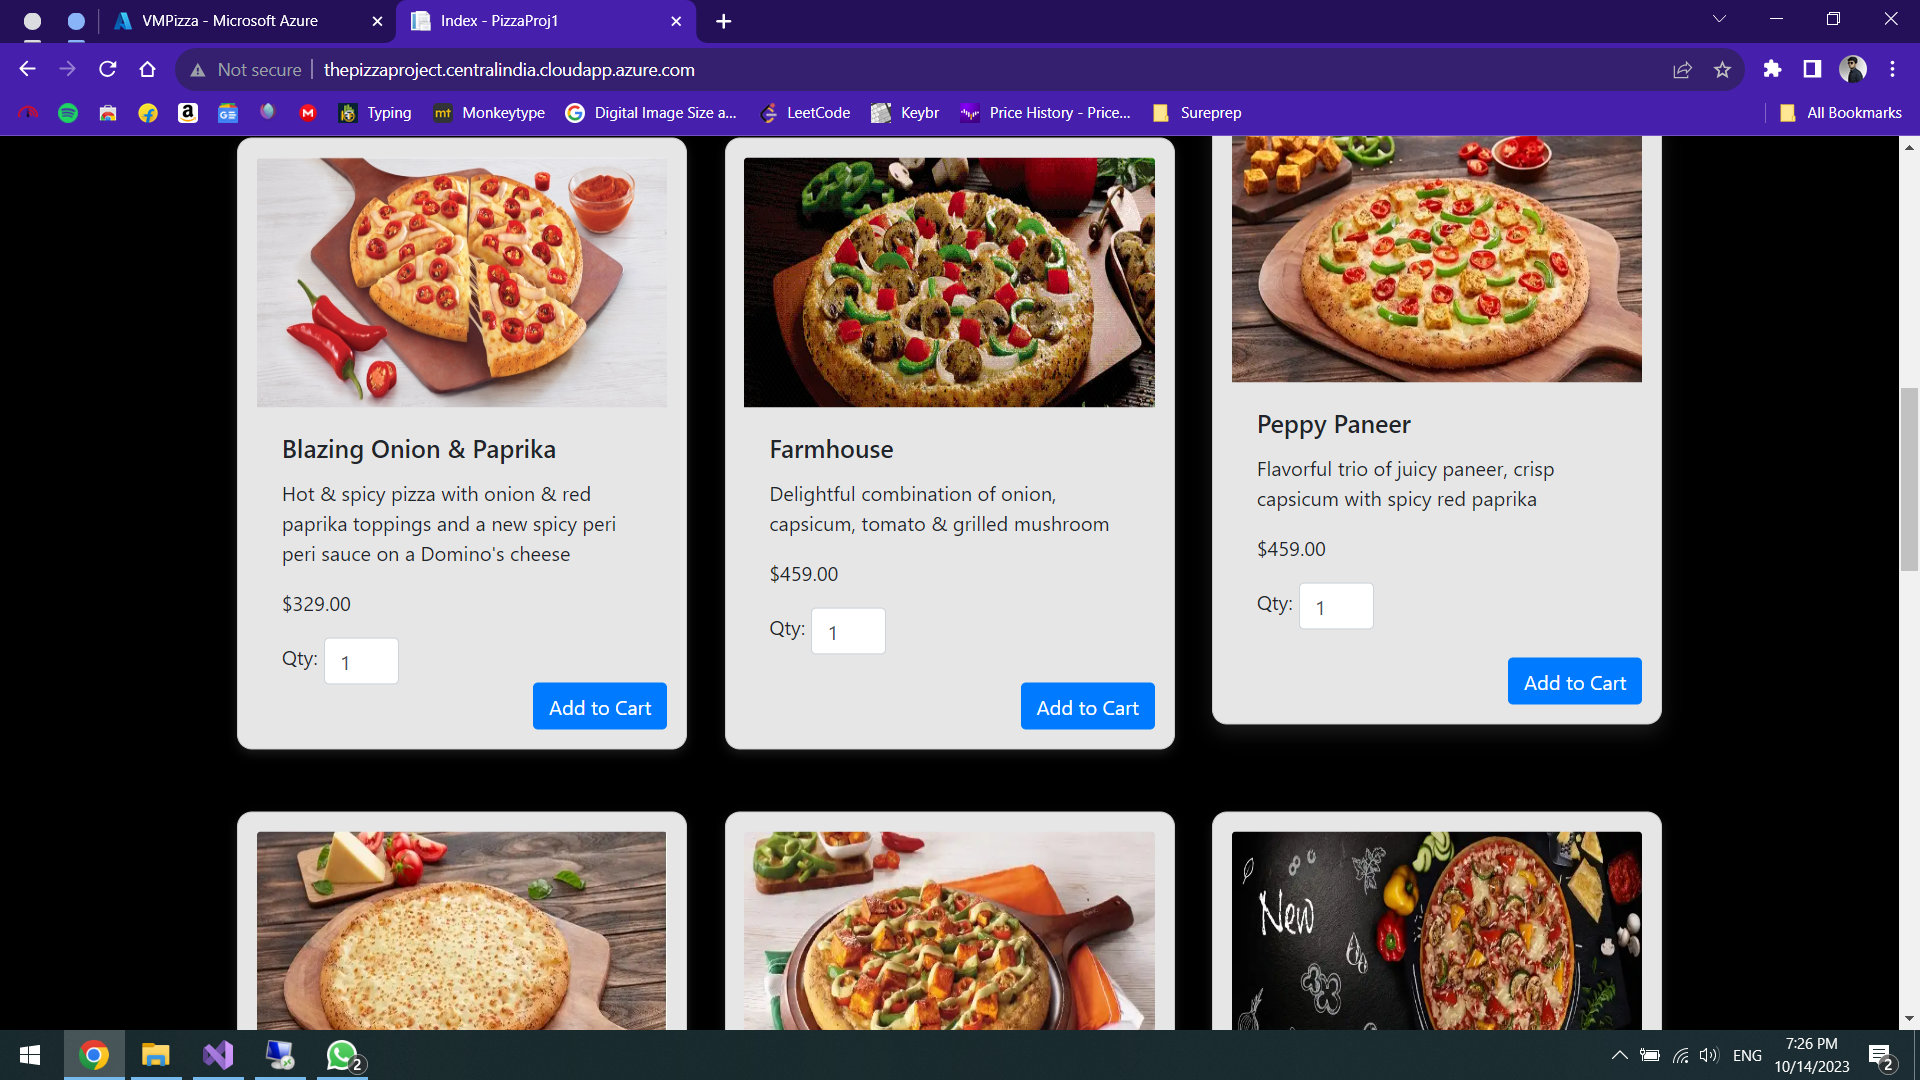 VMPizza - Microsoft Azure
Index - PizzaProj1
Not secure
thepizzaproject.centralindia.cloudapp.azure.com
Typing
mt Monkeytype
Digital Image Size a...
LeetCode
Keybr
Price History - Price...
Sureprep
All Bookmarks
Blazing Onion & Paprika
Hot & spicy pizza with onion & red
paprika toppings and a new spicy peri
peri sauce on a Domino's cheese
$329.00
Qty: 1
Add to Cart
Farmhouse
Delightful combination of onion,
capsicum, tomato & grilled mushroom
$459.00
Qty: 1
Add to Cart
Peppy Paneer
Flavorful trio of juicy paneer, crisp
capsicum with spicy red paprika
$459.00
Qty: 1
Add to Cart
New
2
ENG
7:26 PM
10/14/2023
2